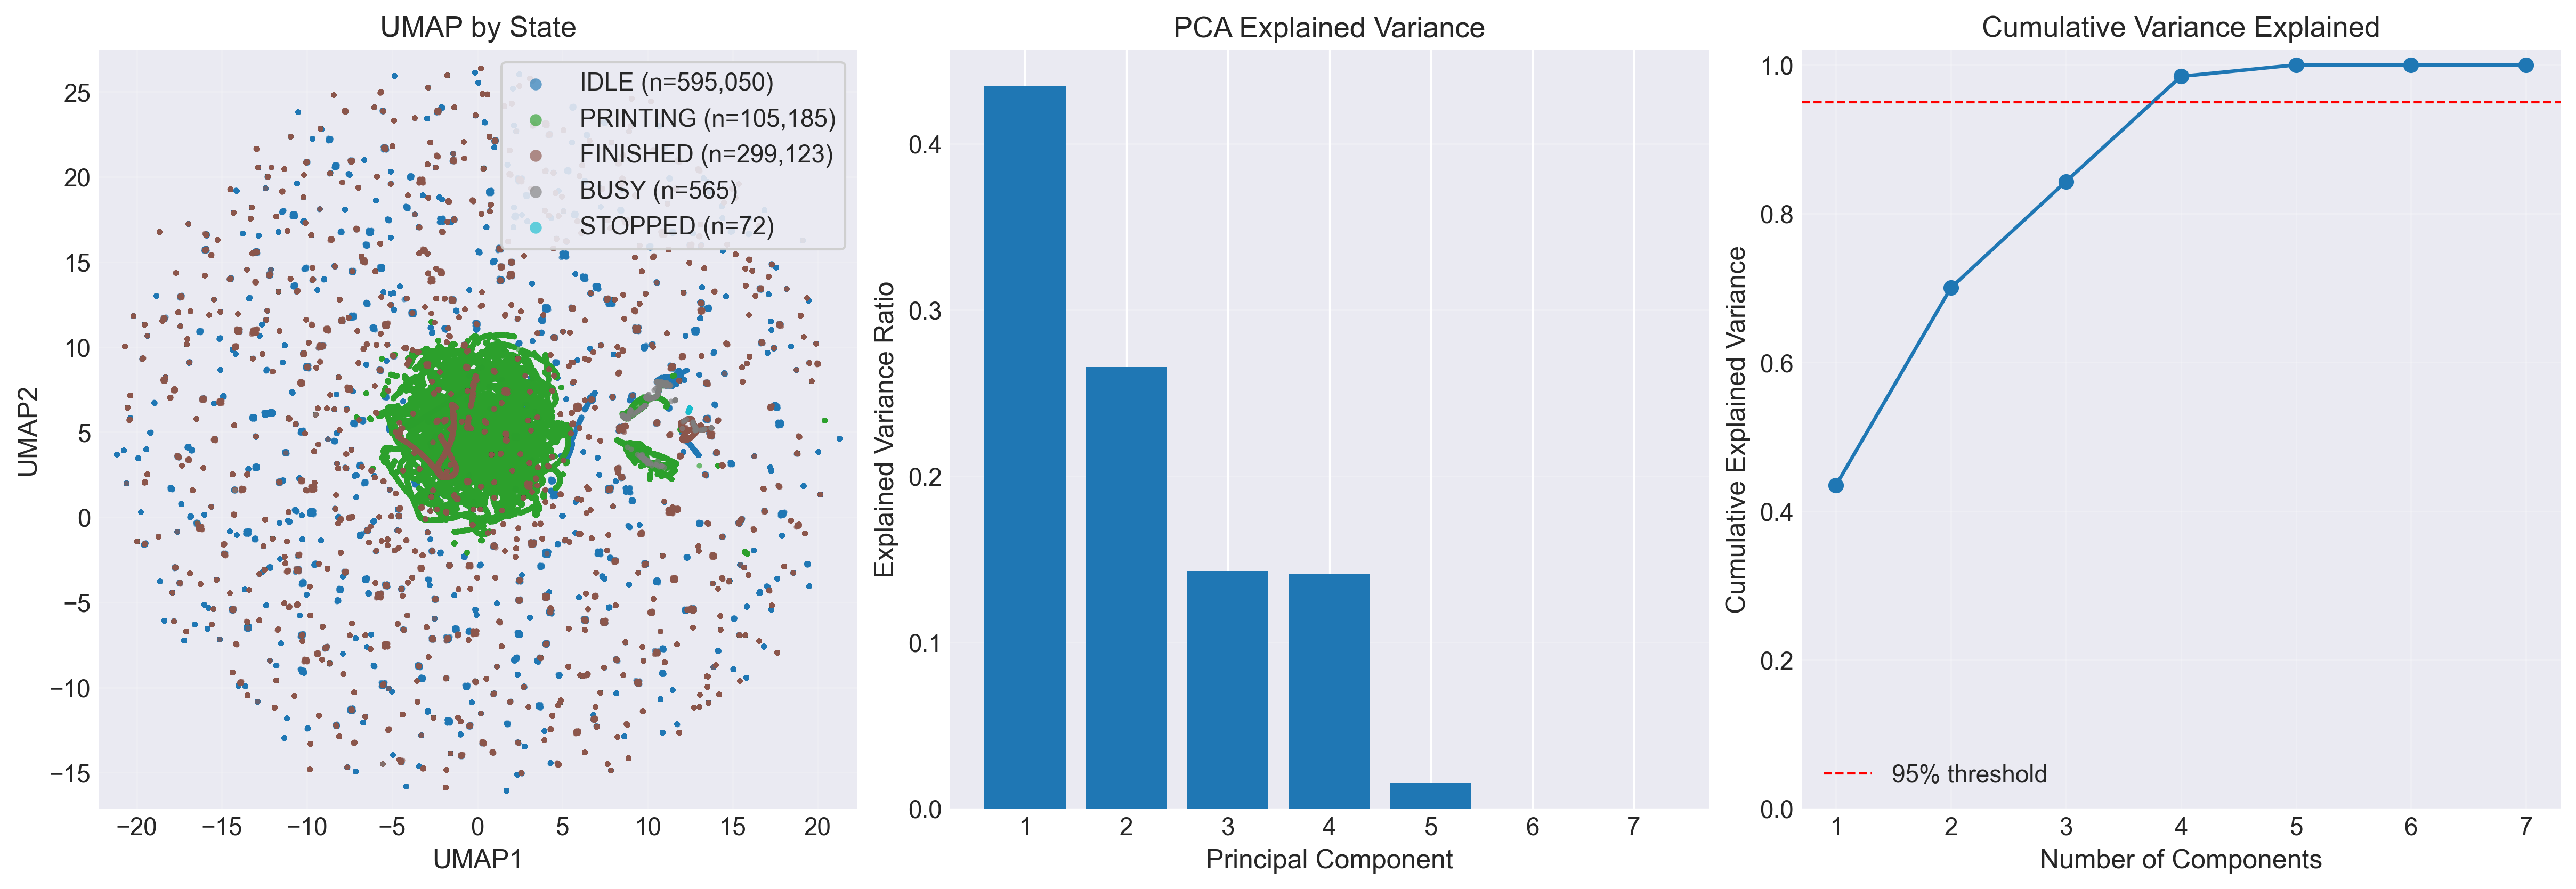 UMAP by State
IDLE (n=595,050)
PRINTING (n=105,185)
FINISHED (n=299,123)
BUSY (n=565)
STOPPED (n=72)
25
20
15
10
5
0
−5
−10
−15
UMAP2
−20
−15
−10
−5
0
5
10
15
20
UMAP1
PCA Explained Variance
0.4
0.3
0.2
0.1
0.0
Explained Variance Ratio
1
2
3
4
5
6
7
Principal Component
Cumulative Variance Explained
1.0
0.8
0.6
0.4
0.2
0.0
Cumulative Explained Variance
95% threshold
1
2
3
4
5
6
7
Number of Components